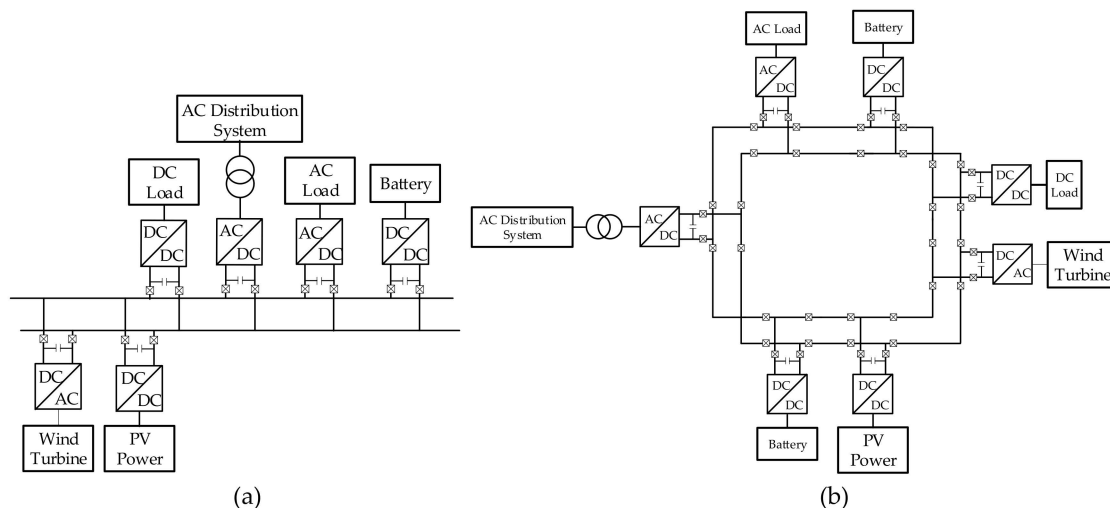 AC Distribution
System
DC
Load
AC
Load
Battery
DC
DC
AC
DC
AC
DC
DC
DC
DC
AC
DC
DC
Wind
Turbine
PV
Power
(a)
AC Load
Battery
AC
DC
DC
DC
DC
DC
DC
Load
AC Distribution
System
AC
DC
DC
AC
Wind
Turbine
DC
DC
DC
DC
Battery
PV
Power
(b)